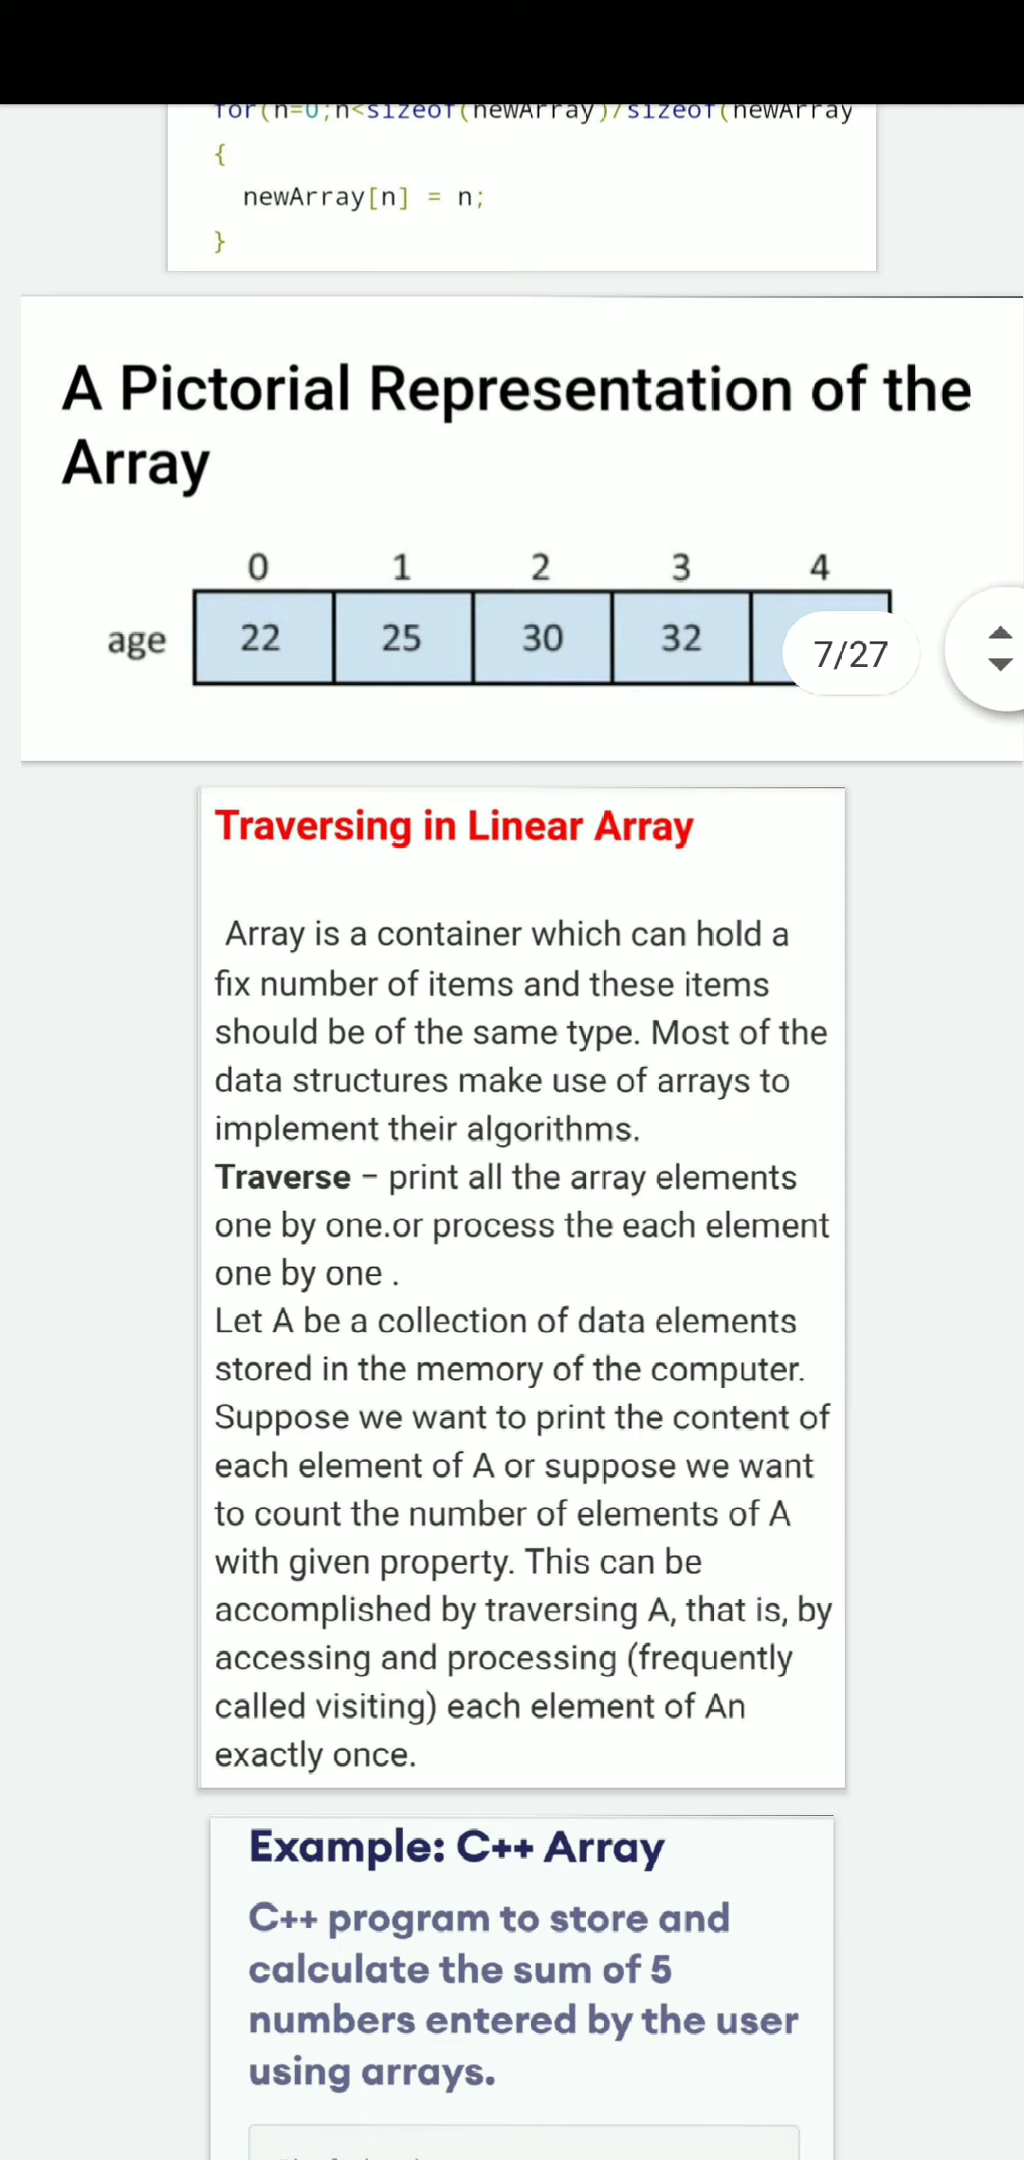 for(n=0;n<sizeof(newArray)/sizeof(newArray
{
newArray[n] = n;
}
A Pictorial Representation of the
Array
0 1 2 3 4
age 22 25 30 32
7/27
Traversing in Linear Array
Array is a container which can hold a
fix number of items and these items
should be of the same type. Most of the
data structures make use of arrays to
implement their algorithms.
Traverse – print all the array elements
one by one.or process the each element
one by one .
Let A be a collection of data elements
stored in the memory of the computer.
Suppose we want to print the content of
each element of A or suppose we want
to count the number of elements of A
with given property. This can be
accomplished by traversing A, that is, by
accessing and processing (frequently
called visiting) each element of An
exactly once.
Example: C++ Array
C++ program to store and
calculate the sum of 5
numbers entered by the user
using arrays.